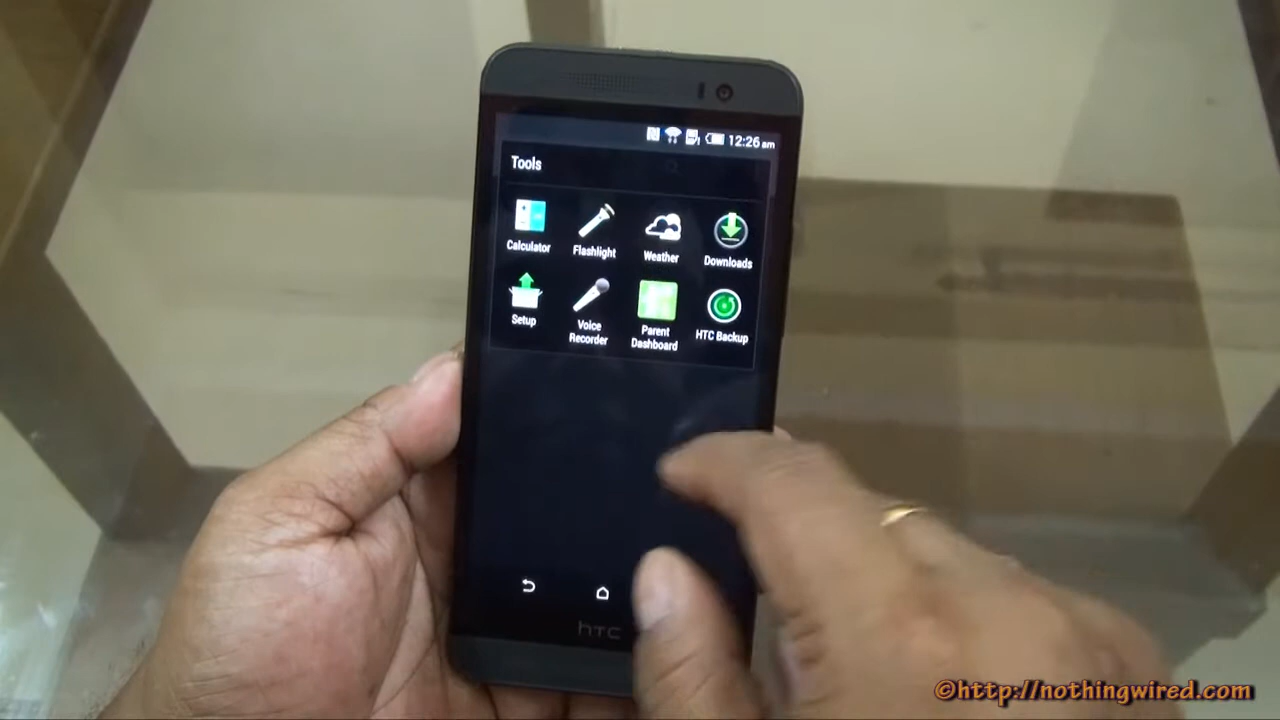 12:26 am
Tools
Calculator
Flashlight
Weather
Downloads
Setup
Voice
Recorder
Parent
Dashboard
HTC Backup
hTC
©http://nothingwired.com